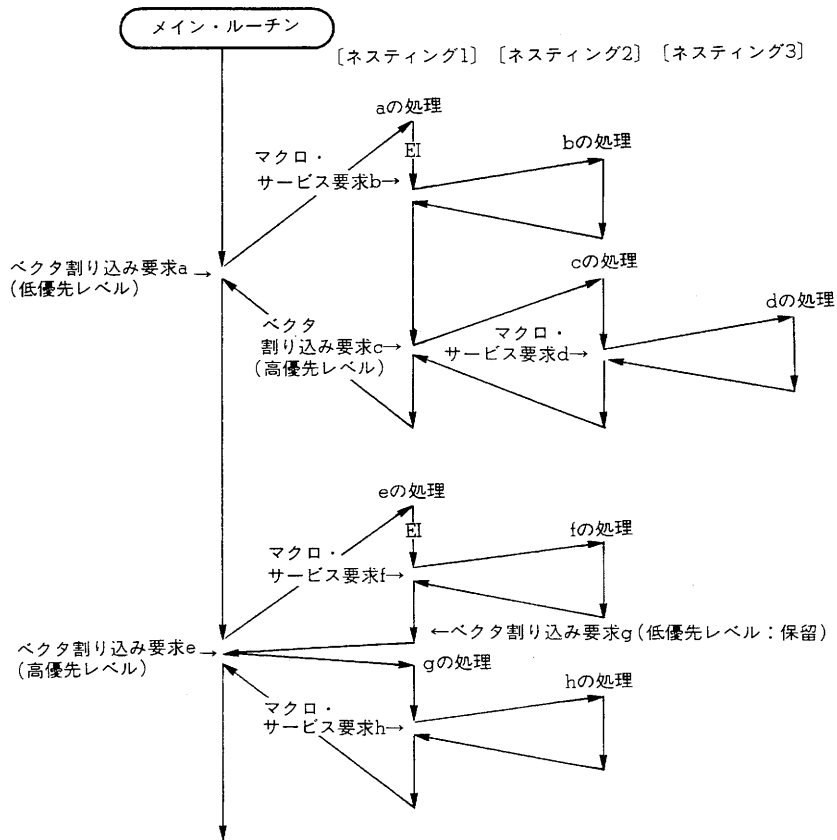 メイン・ルーチン
［ネスティング1］ ［ネスティング2］ ［ネスティング3］
aの処理
EI
マクロ・
サービス要求b→
bの処理
ベクタ割り込み要求a→
(低優先レベル)
cの処理
ベクタ
割り込み要求c→
(高優先レベル)
マクロ・
サービス要求d→
dの処理
eの処理
EI
マクロ・
サービス要求f→
fの処理
←ベクタ割り込み要求g(低優先レベル：保留)
ベクタ割り込み要求e→
(高優先レベル)
gの処理
マクロ・
サービス要求h→
hの処理